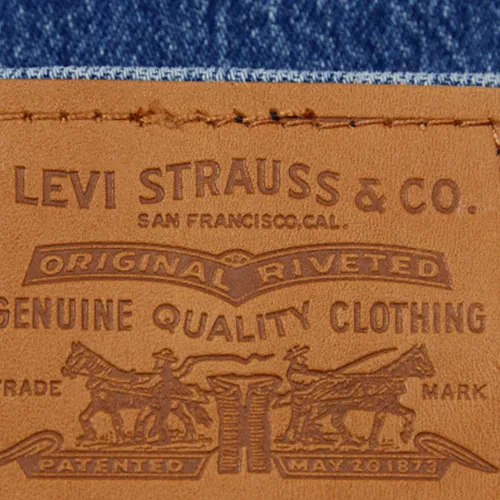 LEVI STRAUSS & CO.
SAN FRANCISCO, CAL.
ORIGINAL RIVETED
GENUINE QUALITY CLOTHING
TRADE MARK
PATENTED MAY 20 1873